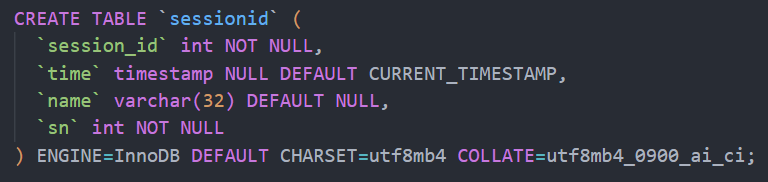 CREATE TABLE `sessionid` (
  `session_id` int NOT NULL,
  `time` timestamp NULL DEFAULT CURRENT_TIMESTAMP,
  `name` varchar(32) DEFAULT NULL,
  `sn` int NOT NULL
) ENGINE=InnoDB DEFAULT CHARSET=utf8mb4 COLLATE=utf8mb4_0900_ai_ci;